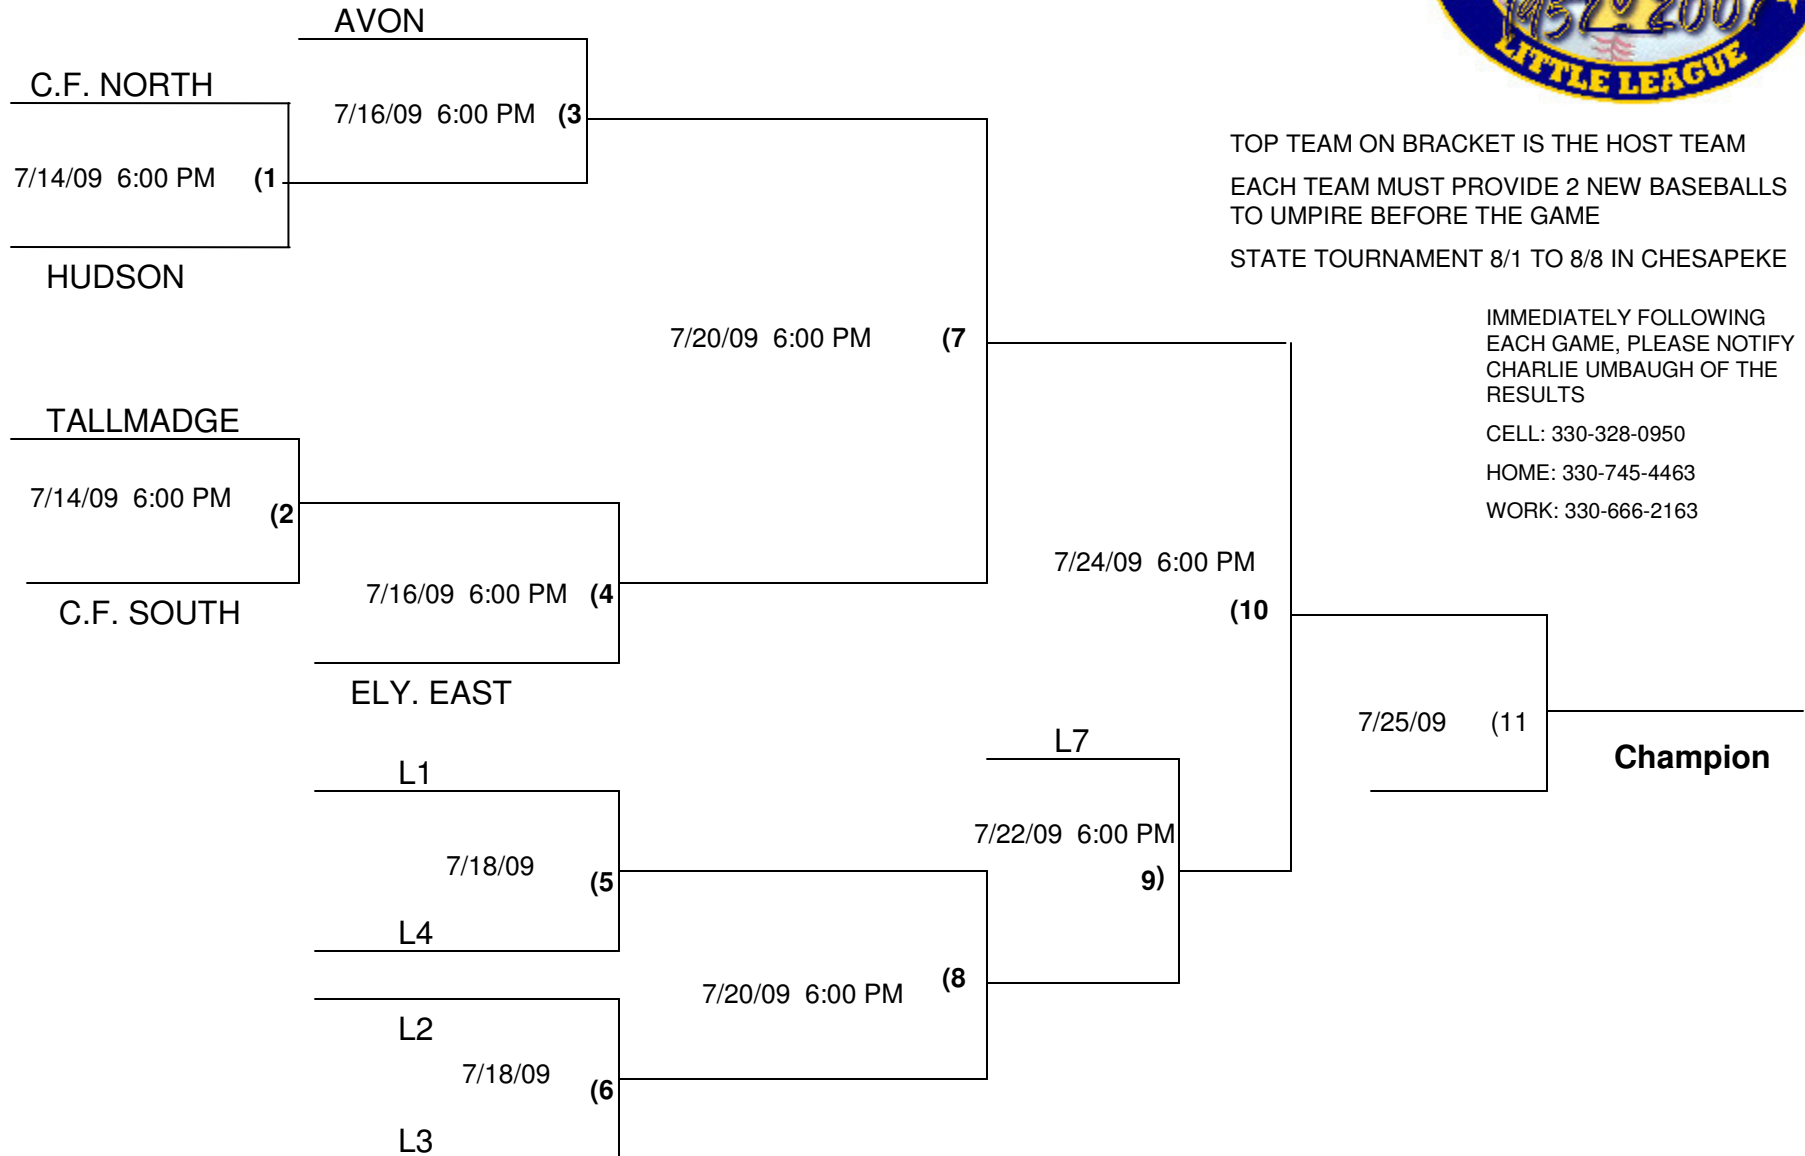 AVON
C.F. NORTH
7/16/09 6:00 PM (3
7/14/09 6:00 PM (1
HUDSON
7/20/09 6:00 PM (7
TALLMADGE
7/14/09 6:00 PM (2
7/16/09 6:00 PM (4
C.F. SOUTH
ELY. EAST
7/24/09 6:00 PM
(10
L1
7/18/09 (5
L4
L7
7/22/09 6:00 PM
9)
7/20/09 6:00 PM (8
L2
7/18/09 (6
L3
7/25/09 (11
Champion
LITTLE LEAGUE
TOP TEAM ON BRACKET IS THE HOST TEAM
EACH TEAM MUST PROVIDE 2 NEW BASEBALLS
TO UMPIRE BEFORE THE GAME
STATE TOURNAMENT 8/1 TO 8/8 IN CHESAPEKE
IMMEDIATELY FOLLOWING
EACH GAME, PLEASE NOTIFY
CHARLIE UMBAUGH OF THE
RESULTS
CELL: 330-328-0950
HOME: 330-745-4463
WORK: 330-666-2163